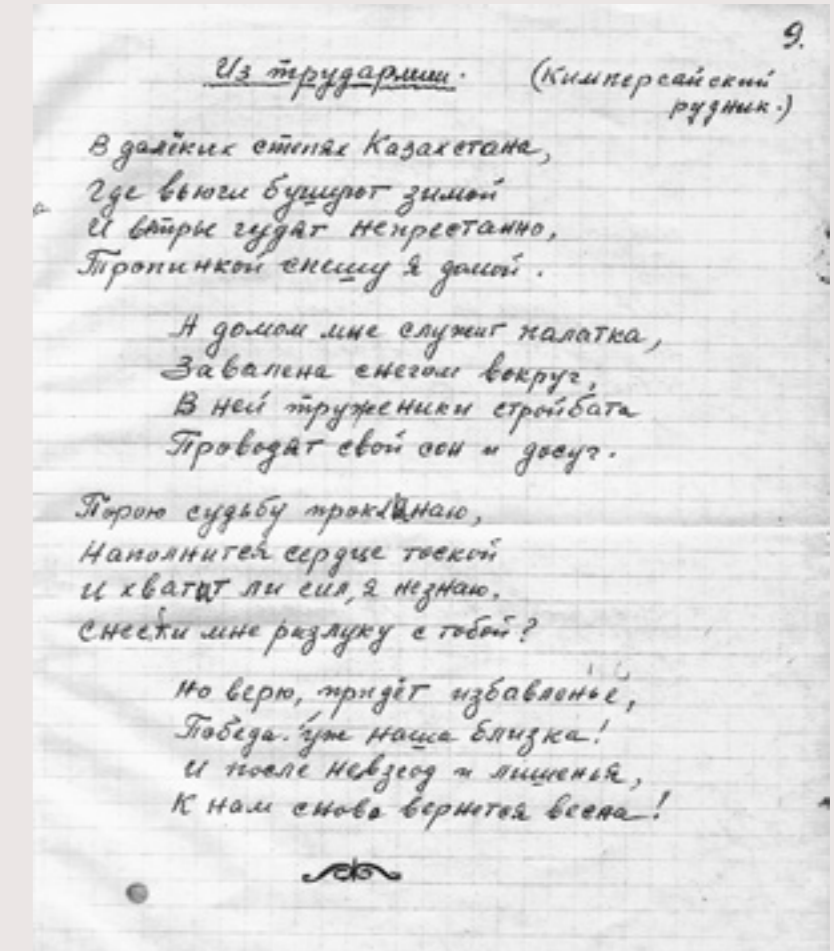 9.
Из трудармии. (Кимперсайский
рудник.)
В далёких степях Казахстана,
Где вьюги бушуют зимой
И ветры гудят непрестанно,
Тропинкой спешу я домой.
А домом мне служит палатка,
Завалена снегом вокруг,
В ней труженики стройбата
Проводят свой сон и досуг.
Порою судьбу проклинаю,
Наполнится сердце тоской
И хватит ли сил, я незнаю,
Снести мне разлуку с тобой?
Но верю, придёт избавленье,
Победа уж наша близка!
И после невзгод и лишенья,
К нам снова вернется весна!